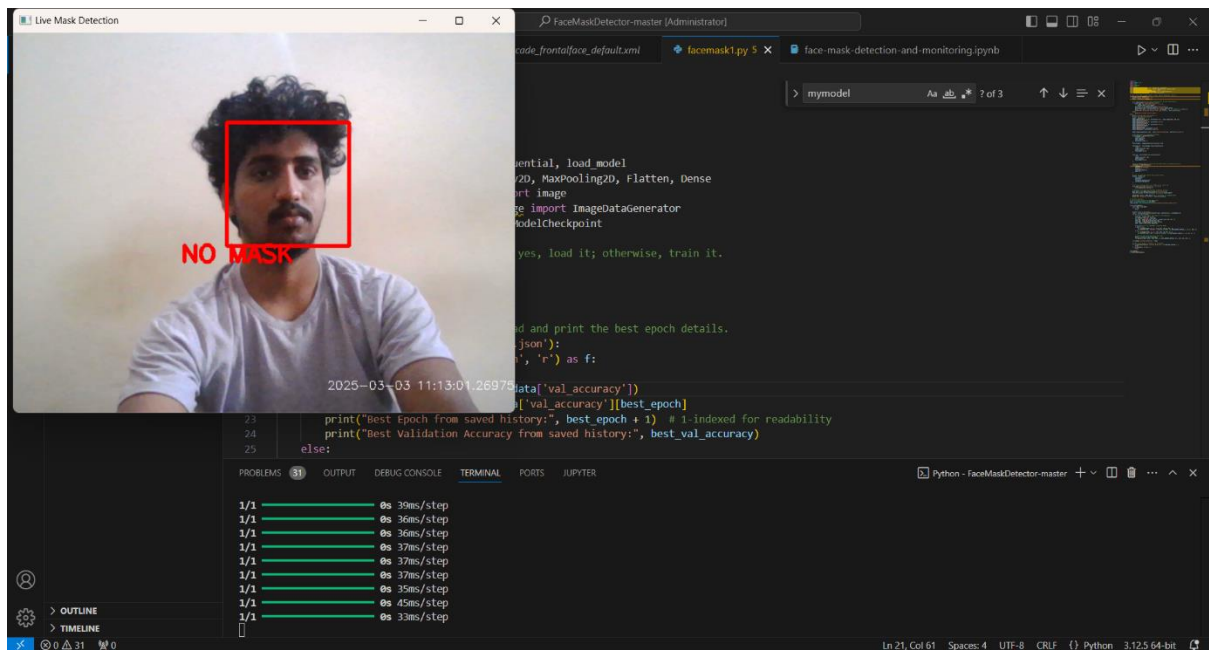 Live Mask Detection
FaceMaskDetector-master [Administrator]
cade_frontalface_default.xml
facemask1.py 5
face-mask-detection-and-monitoring.ipynb
mymodel
Aa ab * ? of 3
uential, load_model
v2D, MaxPooling2D, Flatten, Dense
ort image
ge import ImageDataGenerator
ModelCheckpoint
yes, load it; otherwise, train it.
NO MASK
ad and print the best epoch details.
.json'):
', 'r') as f:
data['val_accuracy'])
2025-03-03 11:13:01.26975
['val_accuracy'][best_epoch]
23 print("Best Epoch from saved history:", best_epoch + 1) # 1-indexed for readability
24 print("Best Validation Accuracy from saved history:", best_val_accuracy)
25 else:
PROBLEMS 31 OUTPUT DEBUG CONSOLE TERMINAL PORTS JUPYTER
Python - FaceMaskDetector-master
1/1 0s 39ms/step
1/1 0s 36ms/step
1/1 0s 36ms/step
1/1 0s 37ms/step
1/1 0s 37ms/step
1/1 0s 37ms/step
1/1 0s 35ms/step
1/1 0s 45ms/step
1/1 0s 33ms/step
OUTLINE
TIMELINE
0 31 0
Ln 21, Col 61 Spaces: 4 UTF-8 CRLF {} Python 3.12.5 64-bit